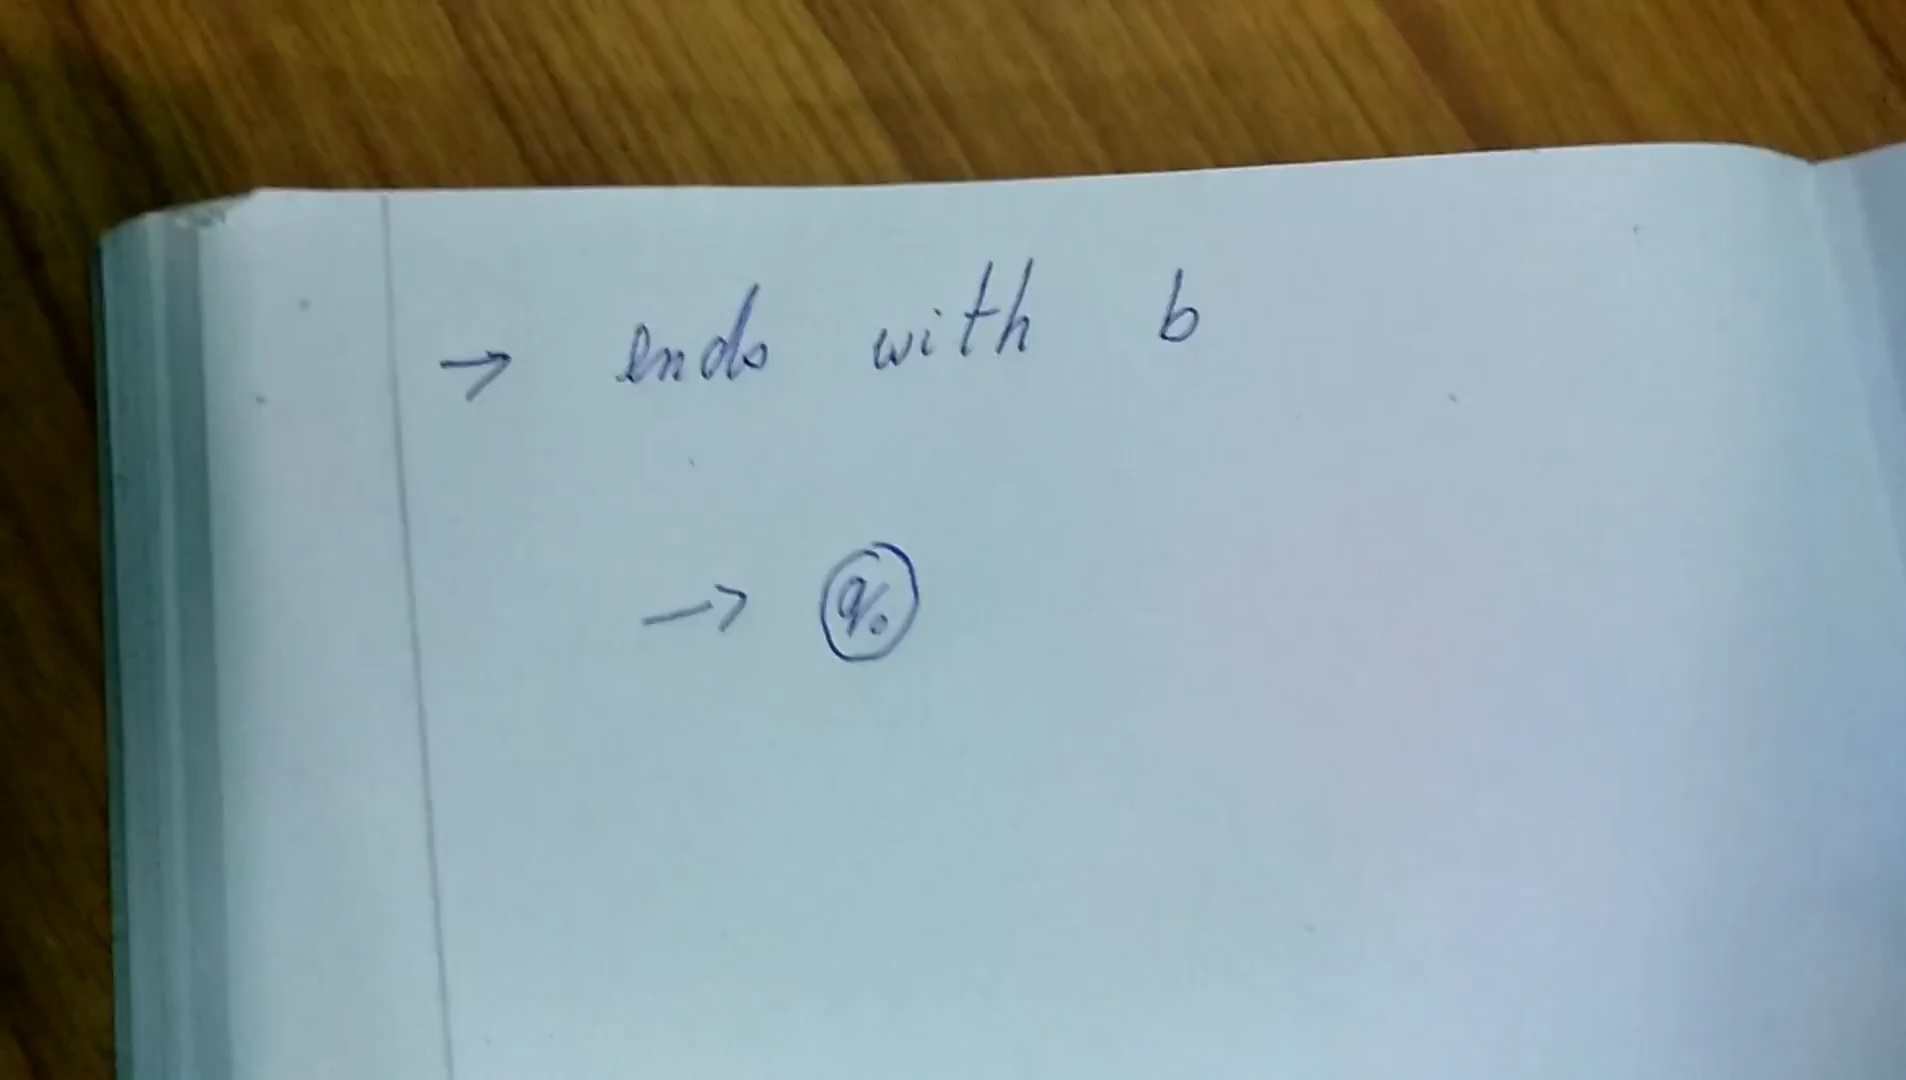 → ends with b
→ q₀